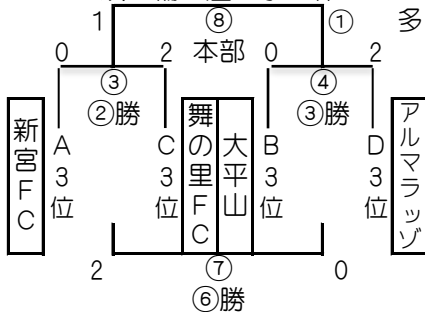 1 ⑧ ① 多
0 2 本部 0 2
③ ④
②勝 ③勝
新宮FC
A3位
C3位
舞の里FC
大平山
B3位
D3位
アルマラッゾ
2 ⑦ 0
⑥勝